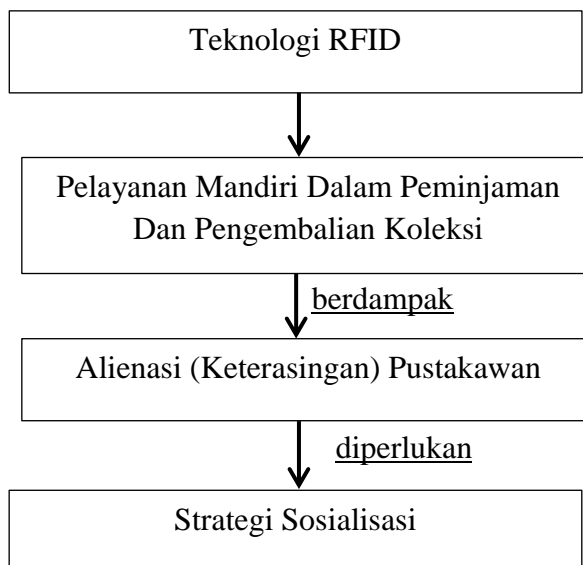 Teknologi RFID
Pelayanan Mandiri Dalam Peminjaman
Dan Pengembalian Koleksi
berdampak
Alienasi (Keterasingan) Pustakawan
diperlukan
Strategi Sosialisasi